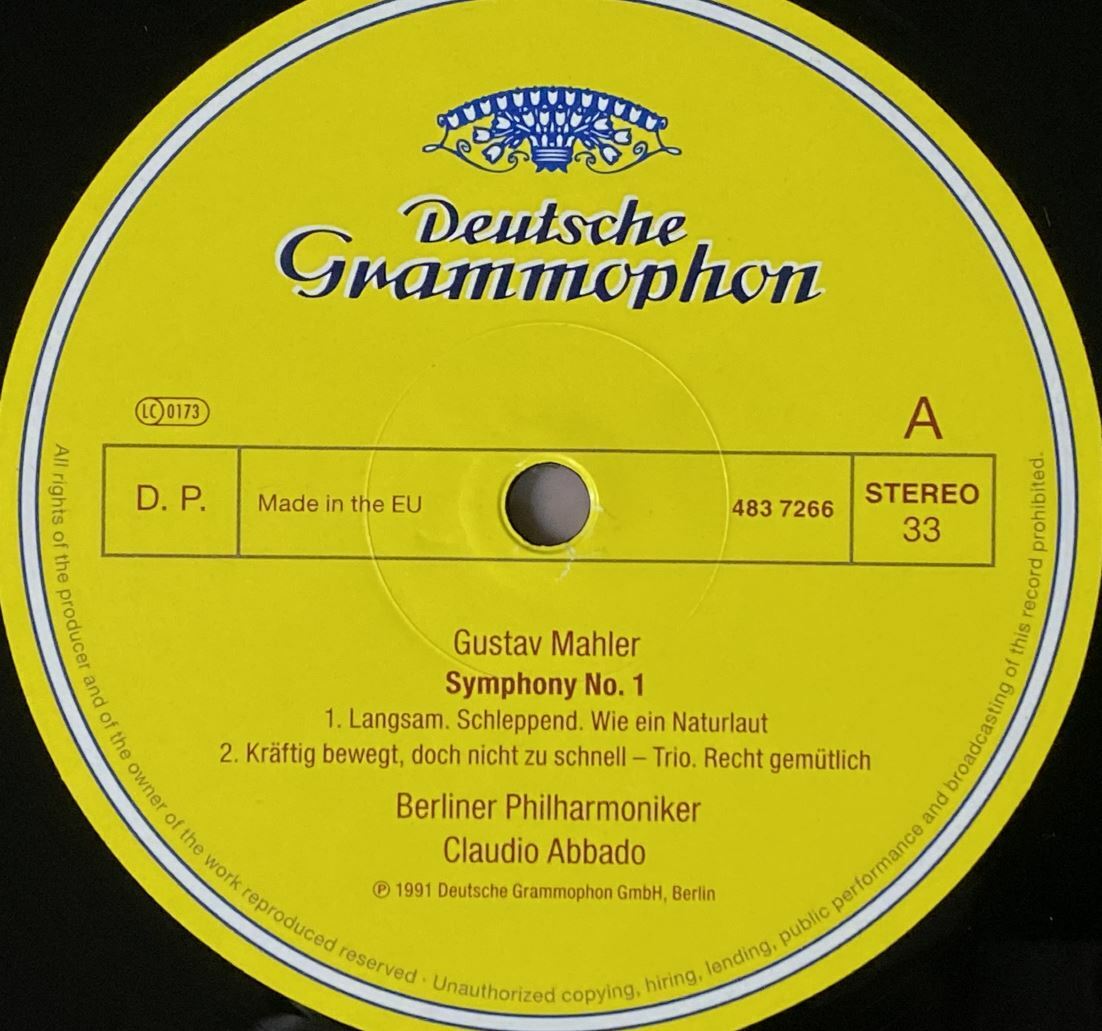 Deutsche
Grammophon
LC 0173
A
D. P.
Made in the EU
483 7266
STEREO
33
Gustav Mahler
Symphony No. 1
1. Langsam. Schleppend. Wie ein Naturlaut
2. Kräftig bewegt, doch nicht zu schnell – Trio. Recht gemütlich
Berliner Philharmoniker
Claudio Abbado
℗ 1991 Deutsche Grammophon GmbH, Berlin
All rights of the producer and of the owner of the work reproduced reserved · Unauthorized copying, hiring, lending, public performance and broadcasting of this record prohibited.